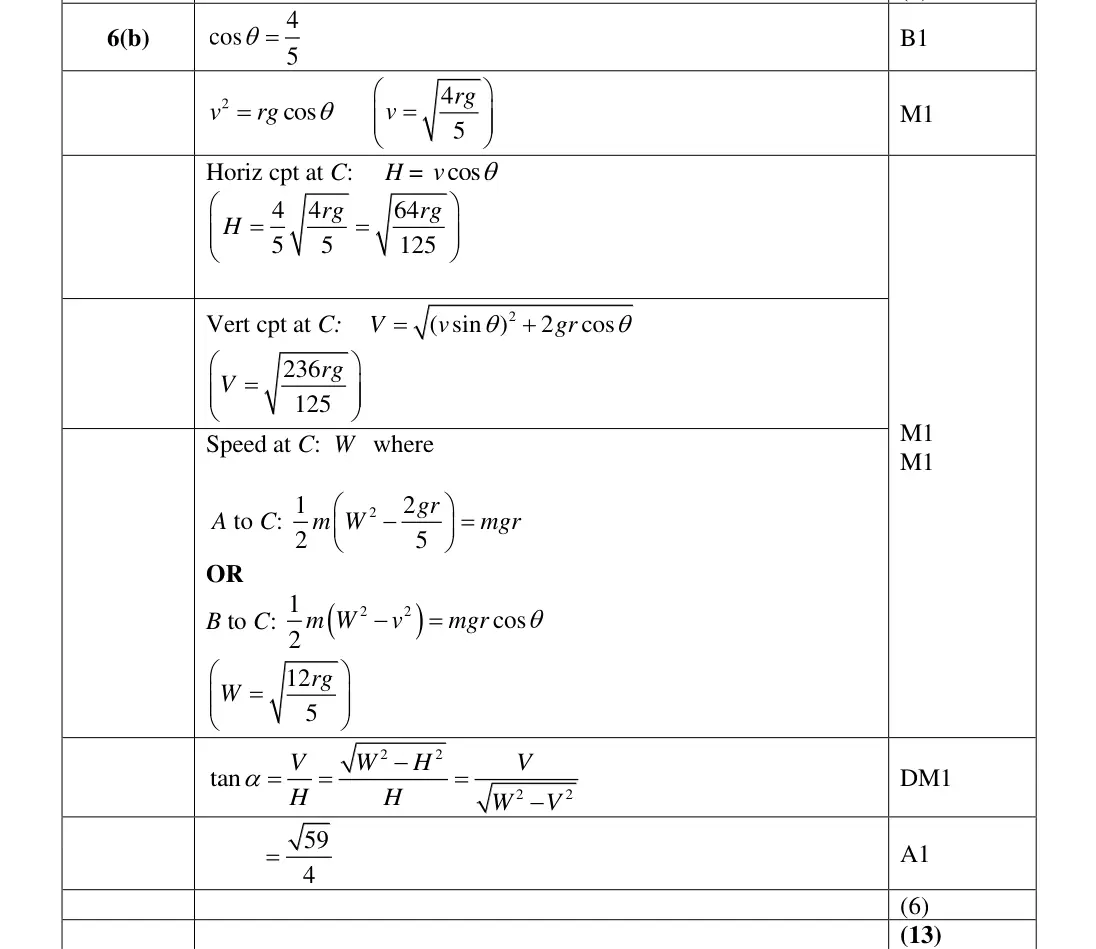 6(b) cos θ = 4/5 B1
v² = rg cos θ (v = √(4rg/5)) M1
Horiz cpt at C: H = v cos θ
(H = 4/5 √(4rg/5) = √(64rg/125))
Vert cpt at C: V = √((v sin θ)² + 2gr cos θ)
(V = √(236rg/125))
Speed at C: W where
A to C: 1/2 m(W² − 2gr/5) = mgr
OR
B to C: 1/2 m(W² − v²) = mgr cos θ
(W = √(12rg/5))
M1
M1
tan α = V/H = √(W² − H²)/H = V/√(W² − V²) DM1
= √59/4 A1
(6)
(13)